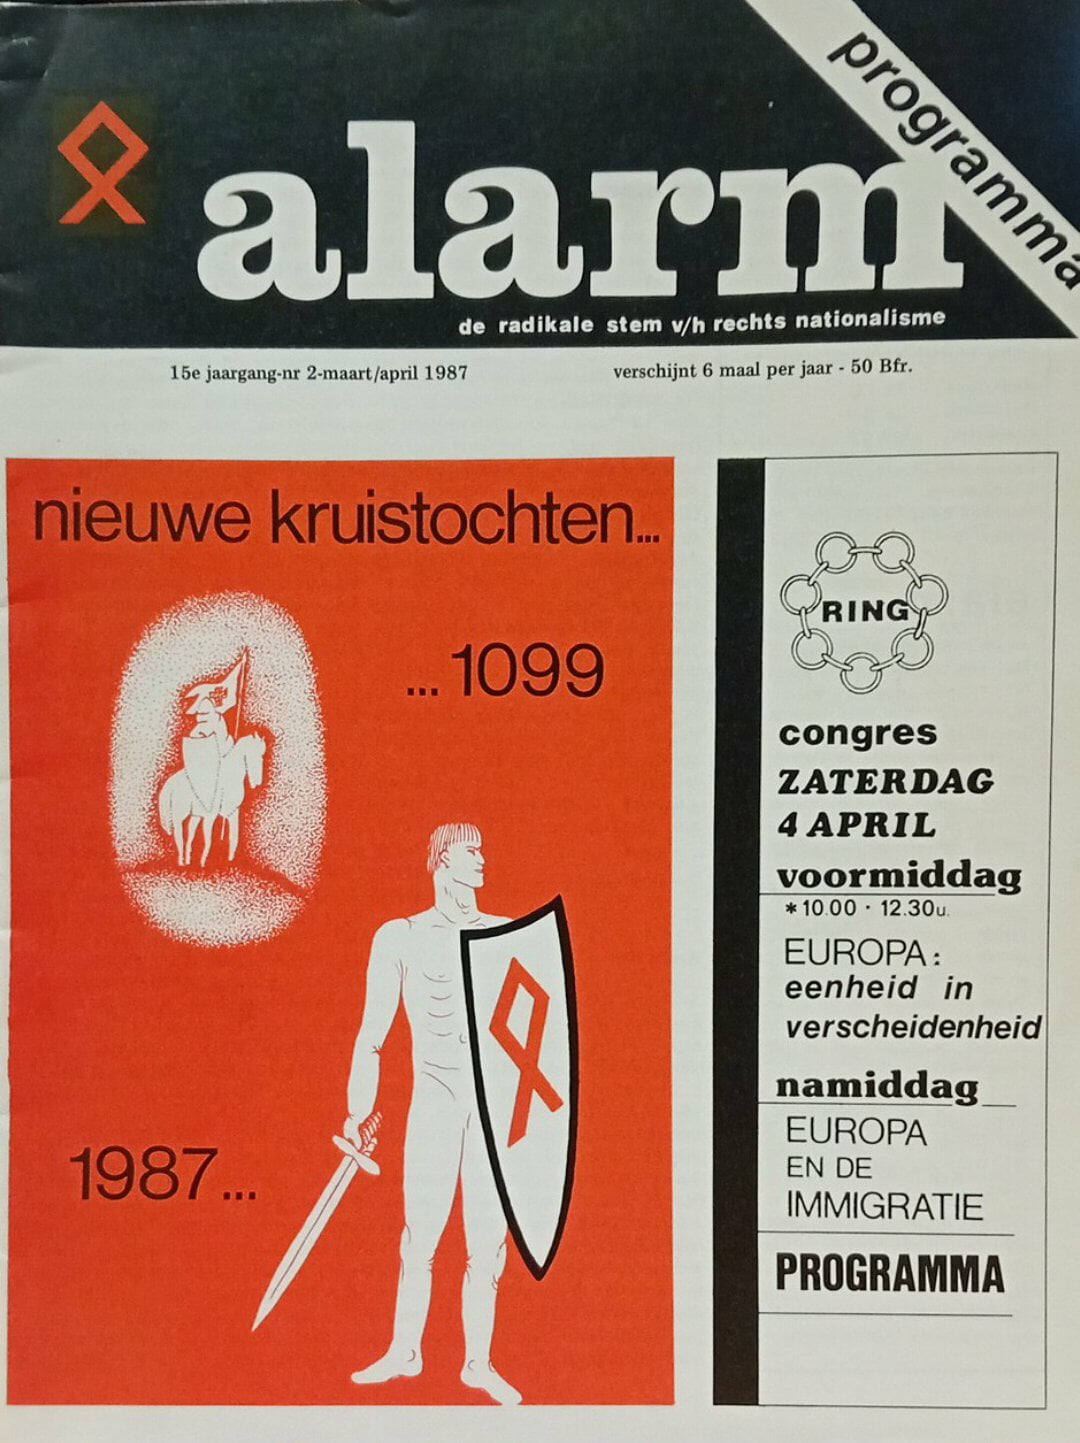 programma
alarm
de radikale stem v/h rechts nationalisme
15e jaargang-nr 2-maart/april 1987
verschijnt 6 maal per jaar - 50 Bfr.
nieuwe kruistochten...
... 1099
1987...
RING
congres
ZATERDAG
4 APRIL
voormiddag
* 10.00 · 12.30u.
EUROPA:
eenheid in
verscheidenheid
namiddag
EUROPA
EN DE
IMMIGRATIE
PROGRAMMA